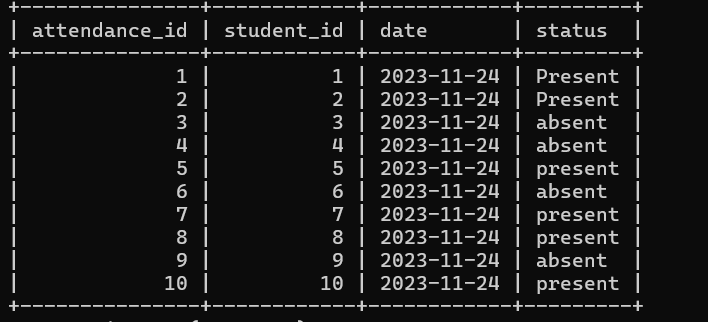 +---------------+------------+------------+---------+
| attendance_id | student_id | date       | status  |
+---------------+------------+------------+---------+
|             1 |          1 | 2023-11-24 | Present |
|             2 |          2 | 2023-11-24 | Present |
|             3 |          3 | 2023-11-24 | absent  |
|             4 |          4 | 2023-11-24 | absent  |
|             5 |          5 | 2023-11-24 | present |
|             6 |          6 | 2023-11-24 | absent  |
|             7 |          7 | 2023-11-24 | present |
|             8 |          8 | 2023-11-24 | present |
|             9 |          9 | 2023-11-24 | absent  |
|            10 |         10 | 2023-11-24 | present |
+---------------+------------+------------+---------+